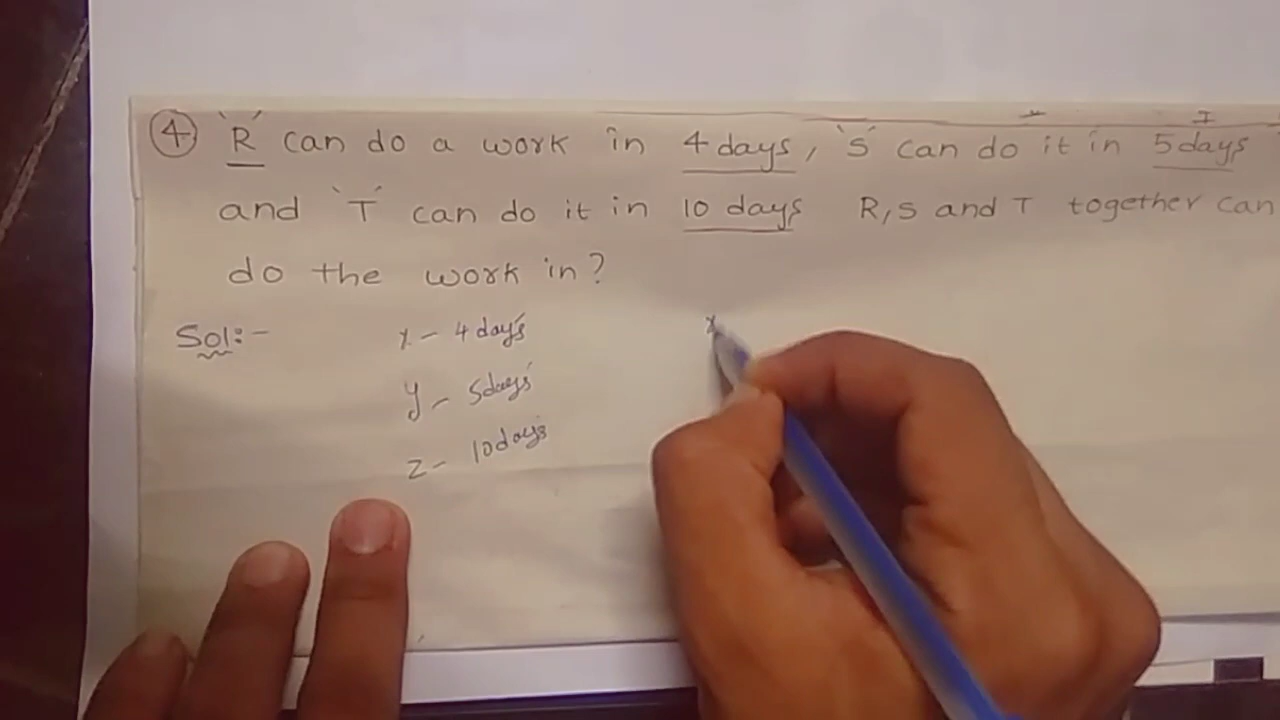 ④ 'R' can do a work in 4 days, 's' can do it in 5 days
and 'T' can do it in 10 days R, S and T together can
do the work in?
Sol:- x - 4 days x
y - 5 days
z - 10 days